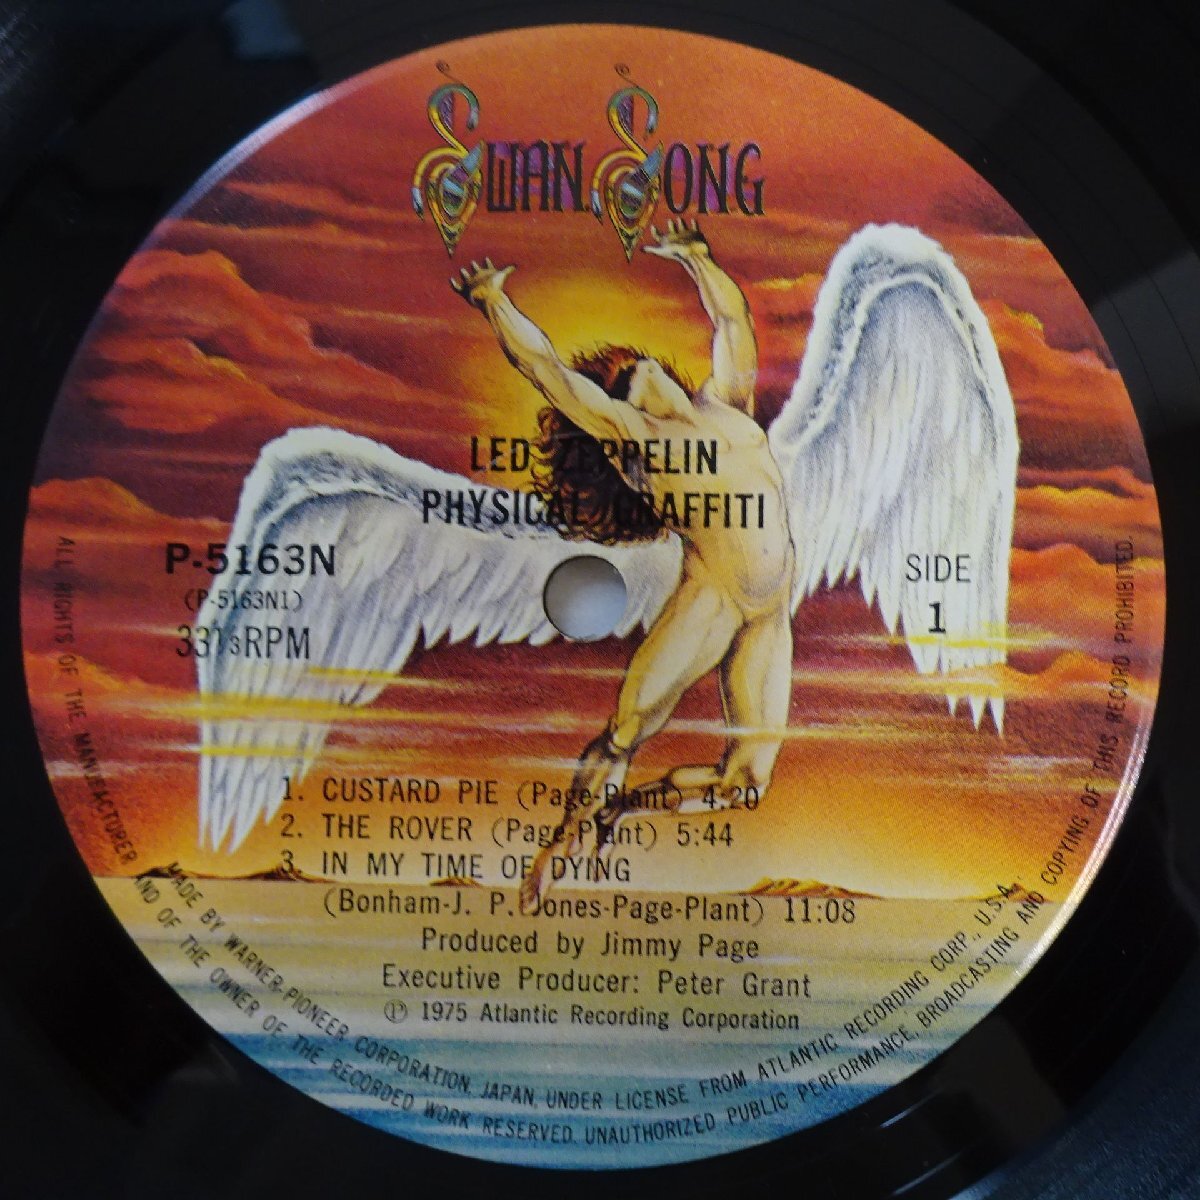 SWAN SONG
LED ZEPPELIN
PHYSICAL GRAFFITI
P-5163N
(P-5163N1)
33 1/3 RPM
SIDE
1
1. CUSTARD PIE (Page-Plant) 4:20
2. THE ROVER (Page-Plant) 5:44
3. IN MY TIME OF DYING
(Bonham-J. P. Jones-Page-Plant) 11:08
Produced by Jimmy Page
Executive Producer: Peter Grant
℗ 1975 Atlantic Recording Corporation
MADE BY WARNER-PIONEER CORPORATION, JAPAN, UNDER LICENSE FROM ATLANTIC RECORDING CORP., U.S.A.
ALL RIGHTS OF THE MANUFACTURER AND OF THE OWNER OF THE RECORDED WORK RESERVED. UNAUTHORIZED PUBLIC PERFORMANCE, BROADCASTING AND COPYING OF THIS RECORD PROHIBITED.